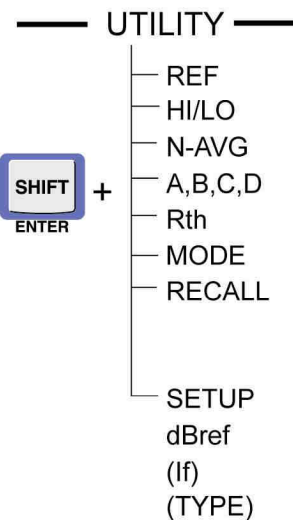 UTILITY
REF
HI/LO
N-AVG
SHIFT + A,B,C,D
ENTER Rth
MODE
RECALL
SETUP
dBref
(If)
(TYPE)